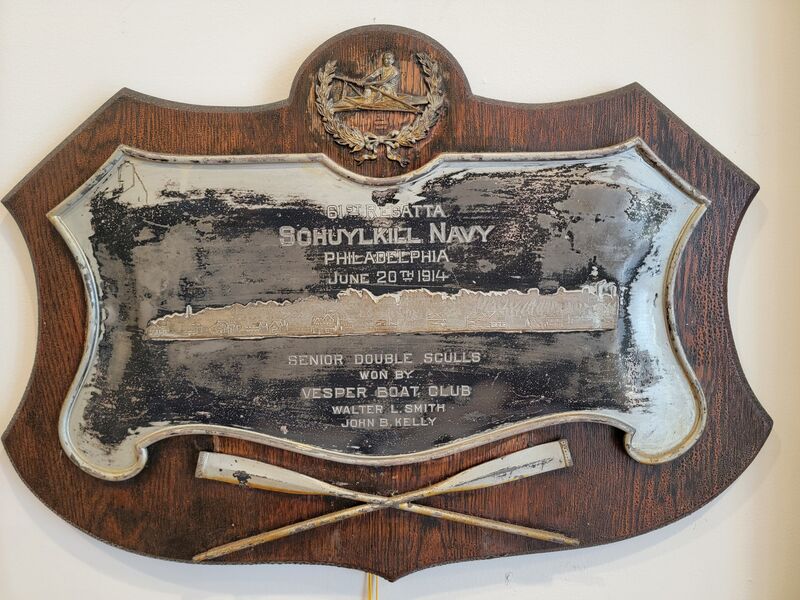 61ST REGATTA
SCHUYLKILL NAVY
PHILADELPHIA
JUNE 20TH 1914
SENIOR DOUBLE SCULLS
WON BY
VESPER BOAT CLUB
WALTER L. SMITH
JOHN B. KELLY